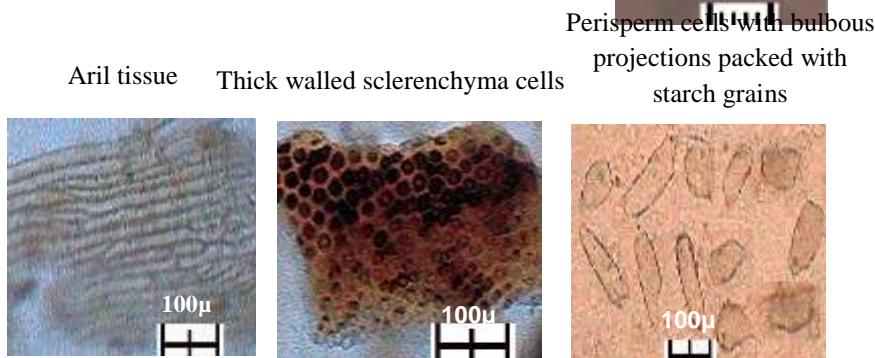 Aril tissue
Thick walled sclerenchyma cells
Perisperm cells with bulbous
projections packed with
starch grains
100µ
100µ
100µ